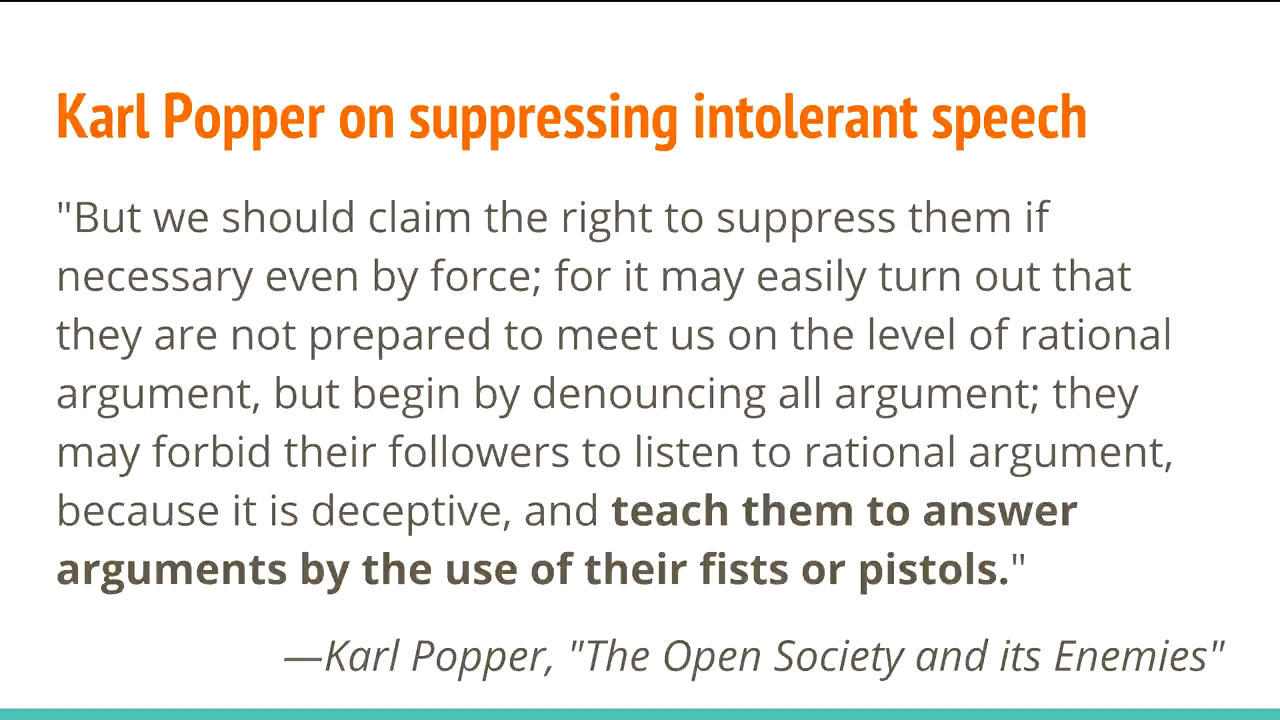 Karl Popper on suppressing intolerant speech
"But we should claim the right to suppress them if
necessary even by force; for it may easily turn out that
they are not prepared to meet us on the level of rational
argument, but begin by denouncing all argument; they
may forbid their followers to listen to rational argument,
because it is deceptive, and teach them to answer
arguments by the use of their fists or pistols."
—Karl Popper, "The Open Society and its Enemies"